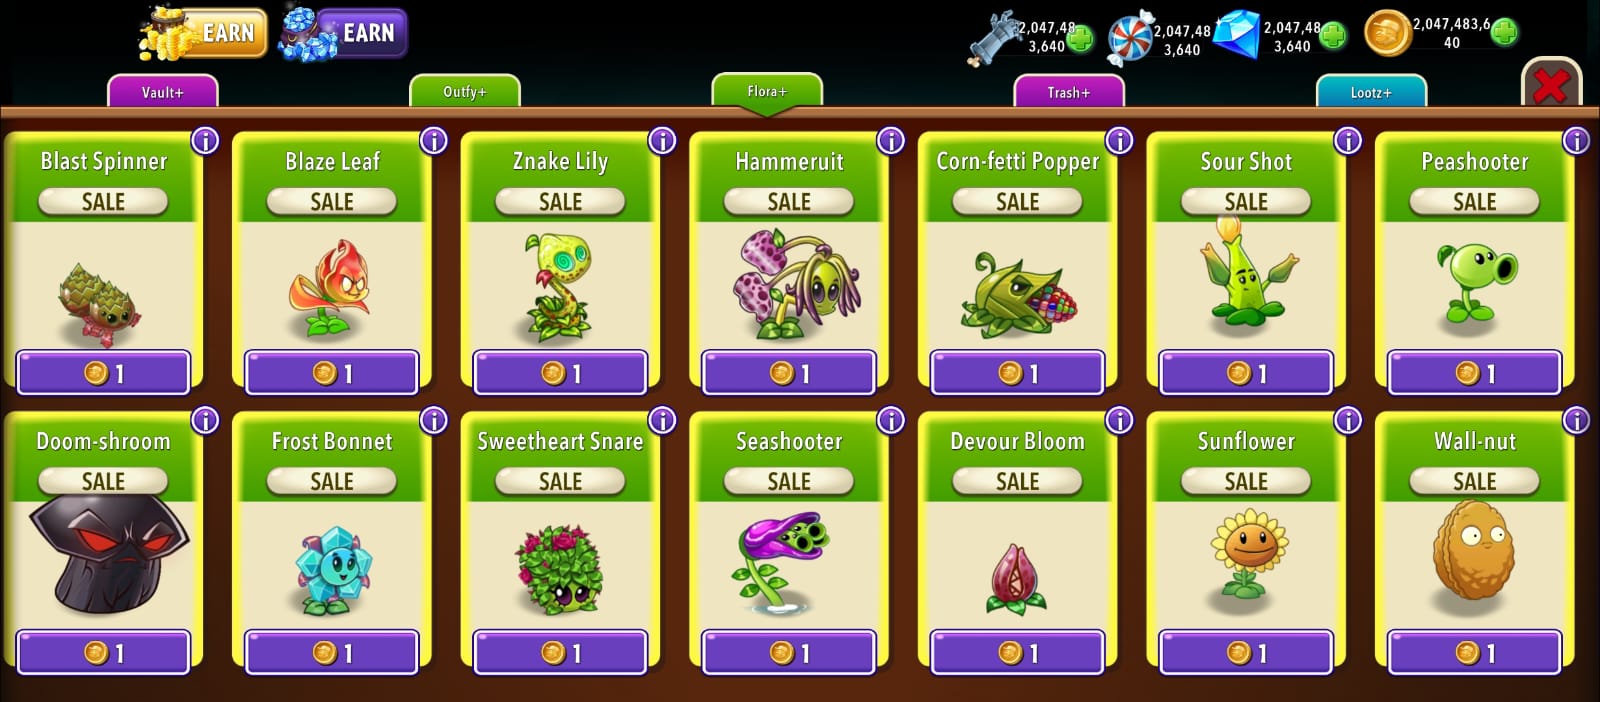 EARN
EARN
2,047,48
3,640
2,047,48
3,640
2,047,48
3,640
2,047,483,6
40
Vault+
Outfy+
Flora+
Trash+
Lootz+
Blast Spinner
SALE
1
Blaze Leaf
SALE
1
Znake Lily
SALE
1
Hammeruit
SALE
1
Corn-fetti Popper
SALE
1
Sour Shot
SALE
1
Peashooter
SALE
1
Doom-shroom
SALE
1
Frost Bonnet
SALE
1
Sweetheart Snare
SALE
1
Seashooter
SALE
1
Devour Bloom
SALE
1
Sunflower
SALE
1
Wall-nut
SALE
1